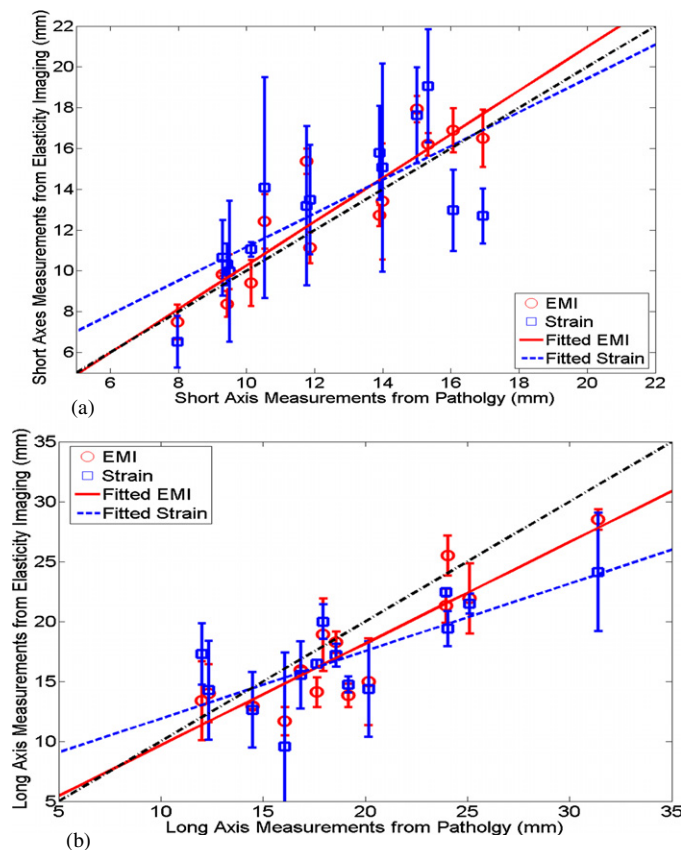 22
20
18
16
14
12
10
8
6
Short Axes Measurements from Elasticity Imaging (mm)
EMI
Strain
Fitted EMI
Fitted Strain
6 8 10 12 14 16 18 20 22
Short Axis Measurements from Patholgy (mm)
(a)
35
30
25
20
15
10
5
Long Axis Measurements from Elasticity Imaging (mm)
EMI
Strain
Fitted EMI
Fitted Strain
5 10 15 20 25 30 35
Long Axis Measurements from Patholgy (mm)
(b)